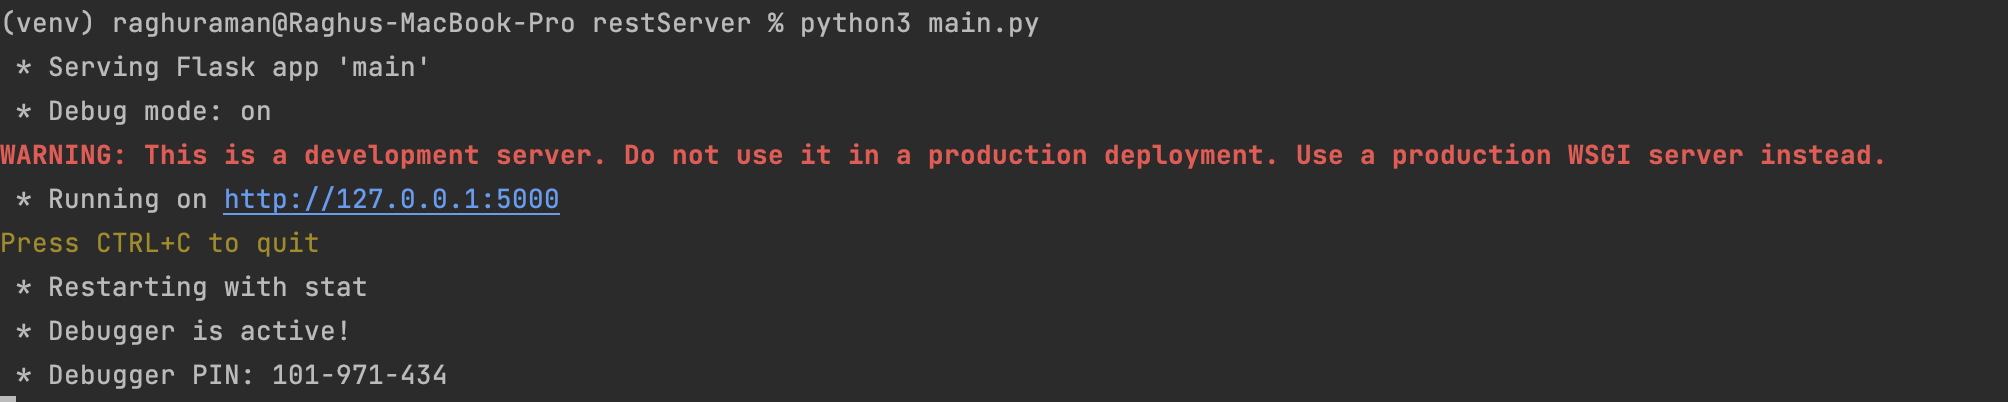 (venv) raghuraman@Raghus-MacBook-Pro restServer % python3 main.py
 * Serving Flask app 'main'
 * Debug mode: on
WARNING: This is a development server. Do not use it in a production deployment. Use a production WSGI server instead.
 * Running on http://127.0.0.1:5000
Press CTRL+C to quit
 * Restarting with stat
 * Debugger is active!
 * Debugger PIN: 101-971-434